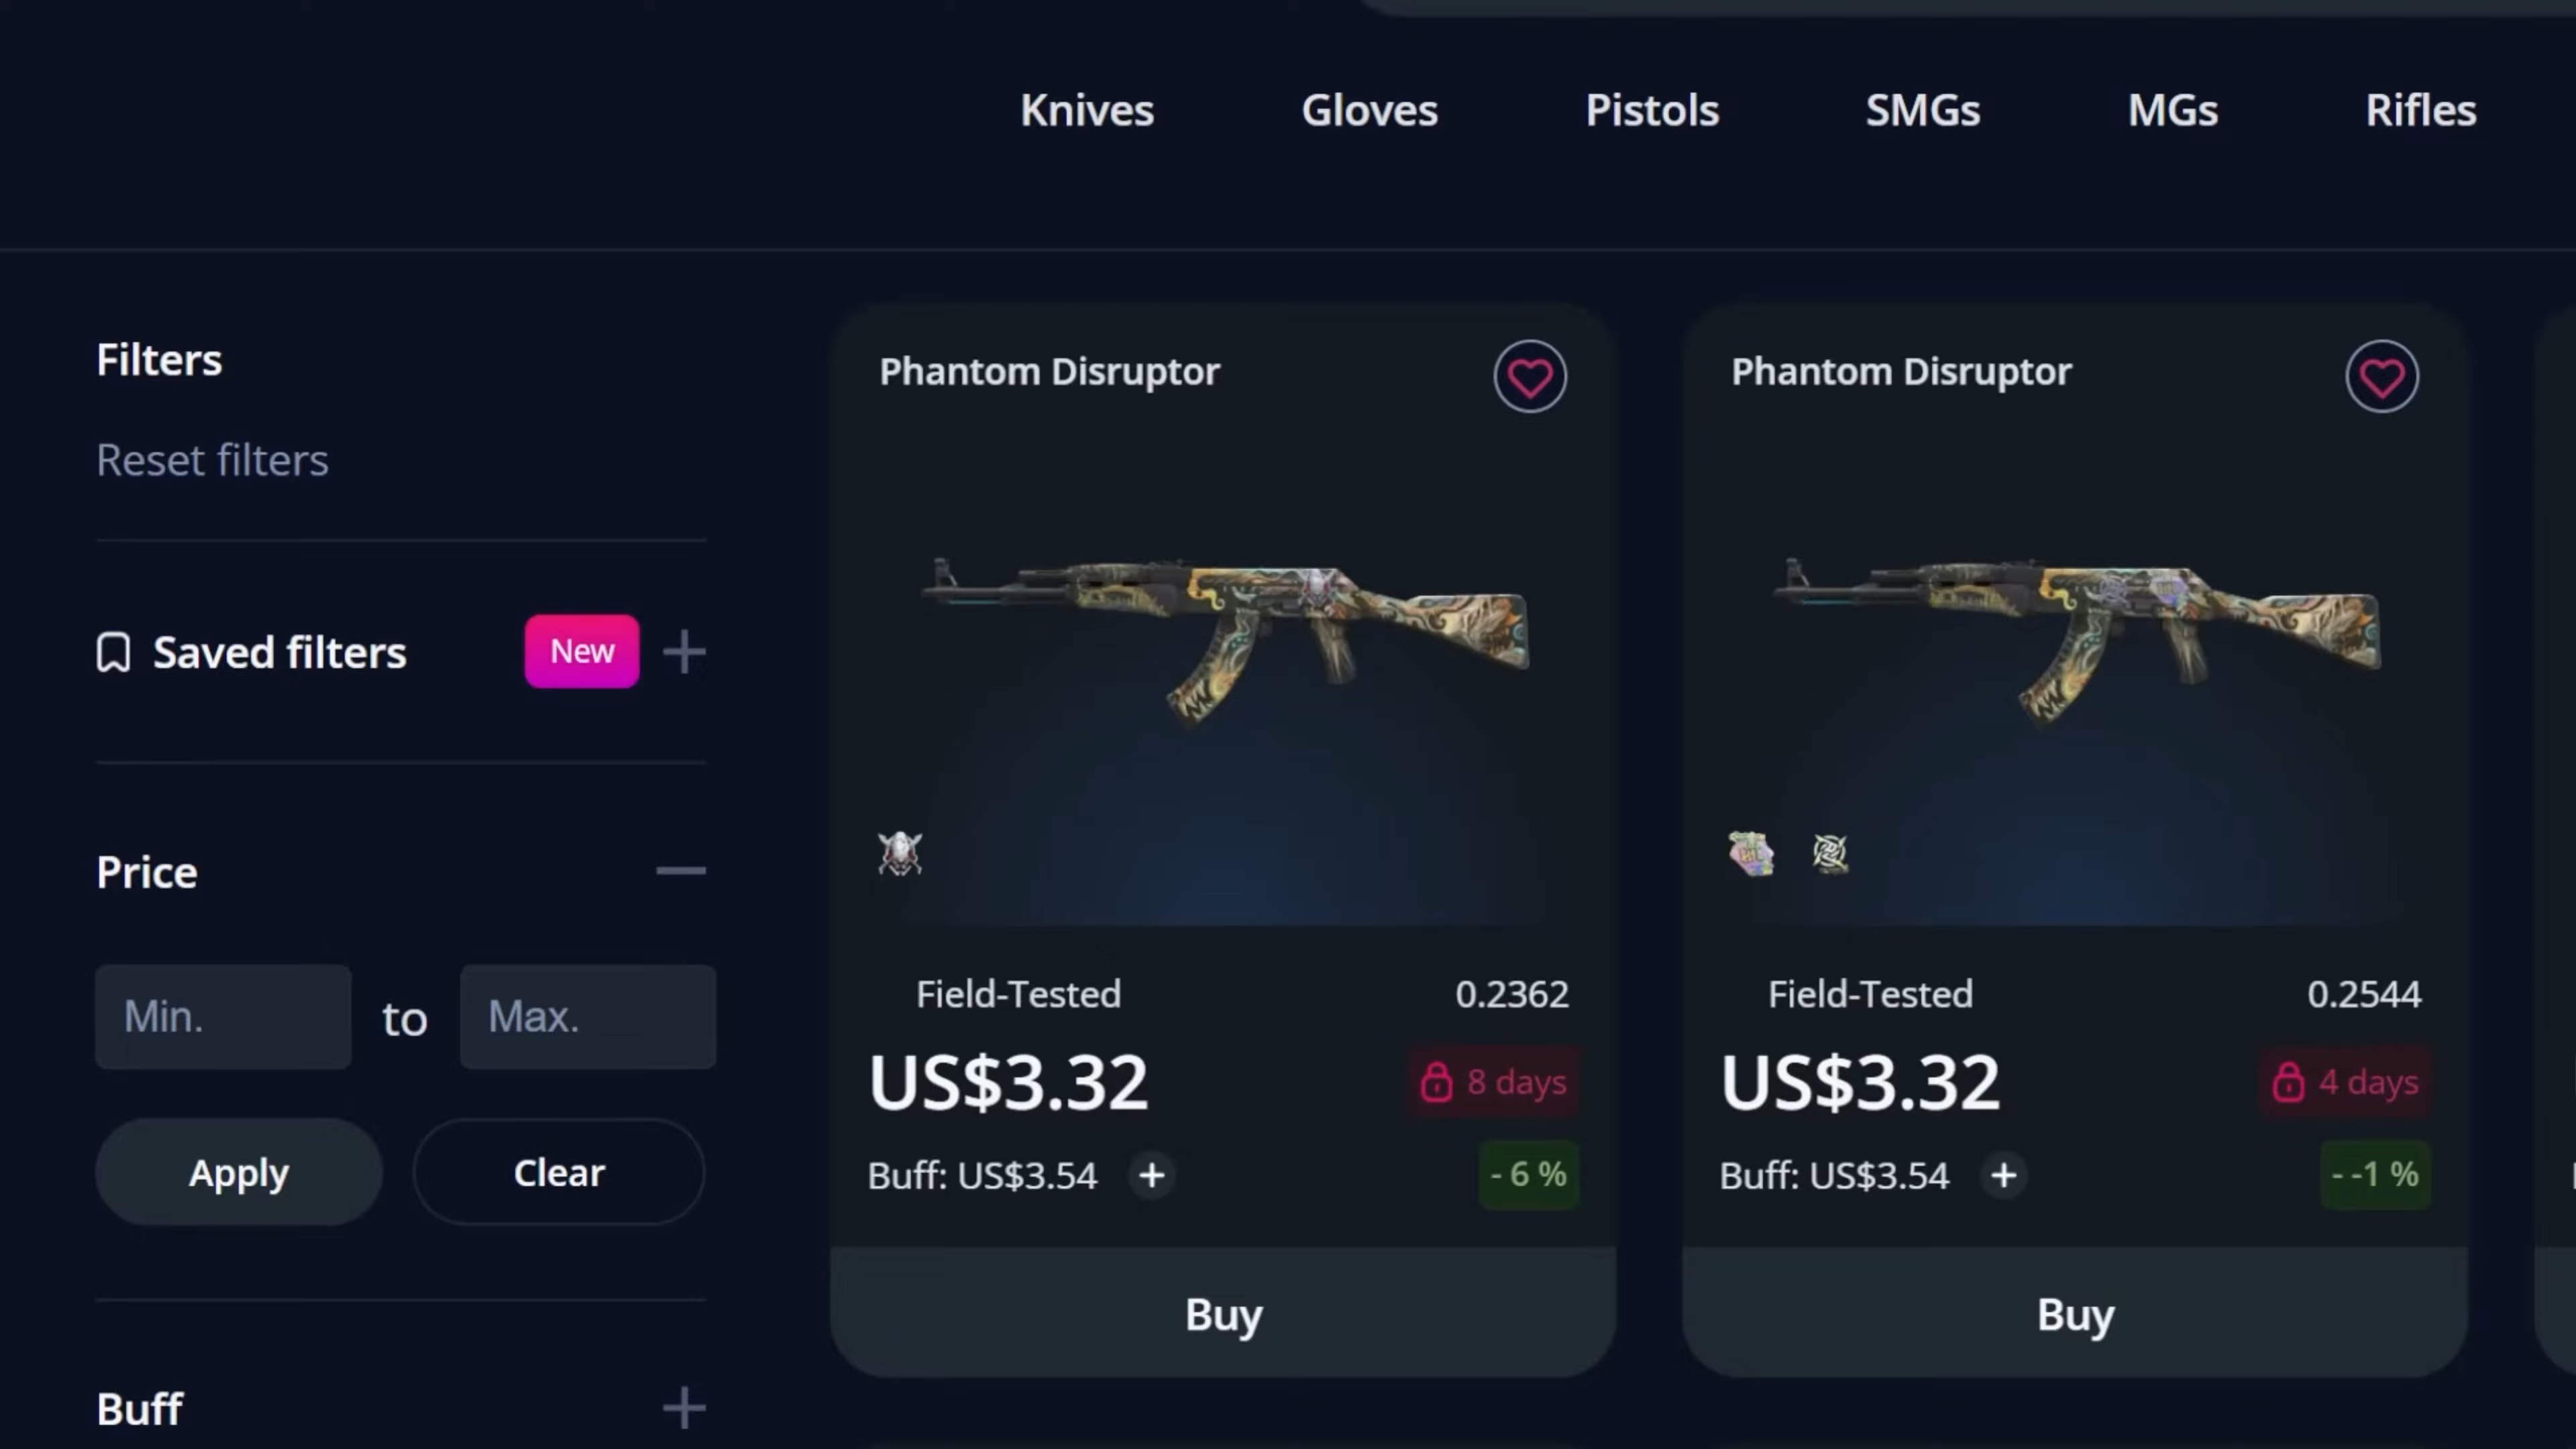 Knives Gloves Pistols SMGs MGs Rifles
Filters
Reset filters
Saved filters New
Price
Min. to Max.
Apply Clear
Buff
Phantom Disruptor
Field-Tested 0.2362
US$3.32 8 days
Buff: US$3.54 + - 6 %
Buy
Phantom Disruptor
Field-Tested 0.2544
US$3.32 4 days
Buff: US$3.54 + - -1 %
Buy